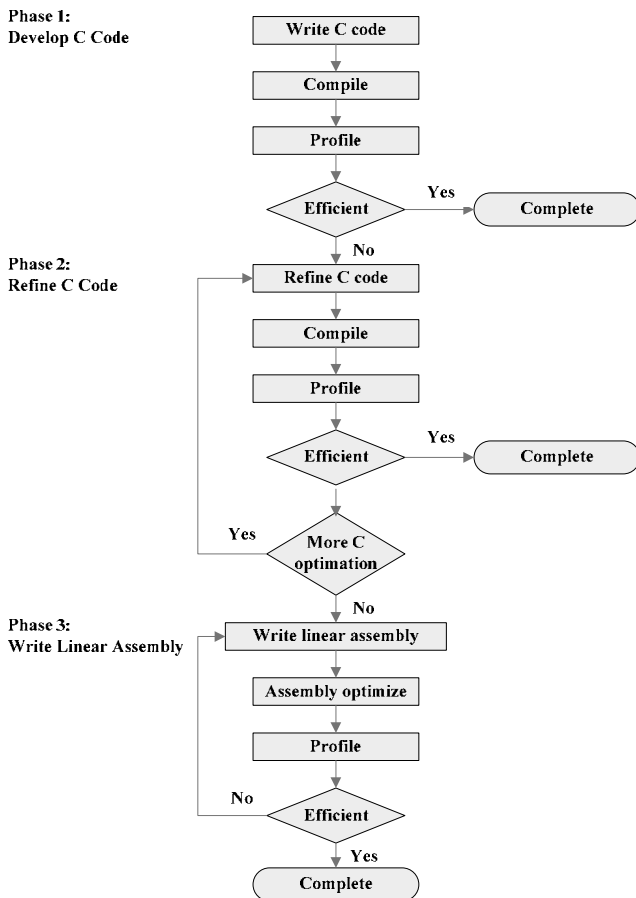 Phase 1:
Develop C Code
Write C code
Compile
Profile
Efficient
Yes
Complete
No
Phase 2:
Refine C Code
Refine C code
Compile
Profile
Efficient
Yes
Complete
Yes
More C
optimation
No
Phase 3:
Write Linear Assembly
Write linear assembly
Assembly optimize
Profile
No
Efficient
Yes
Complete